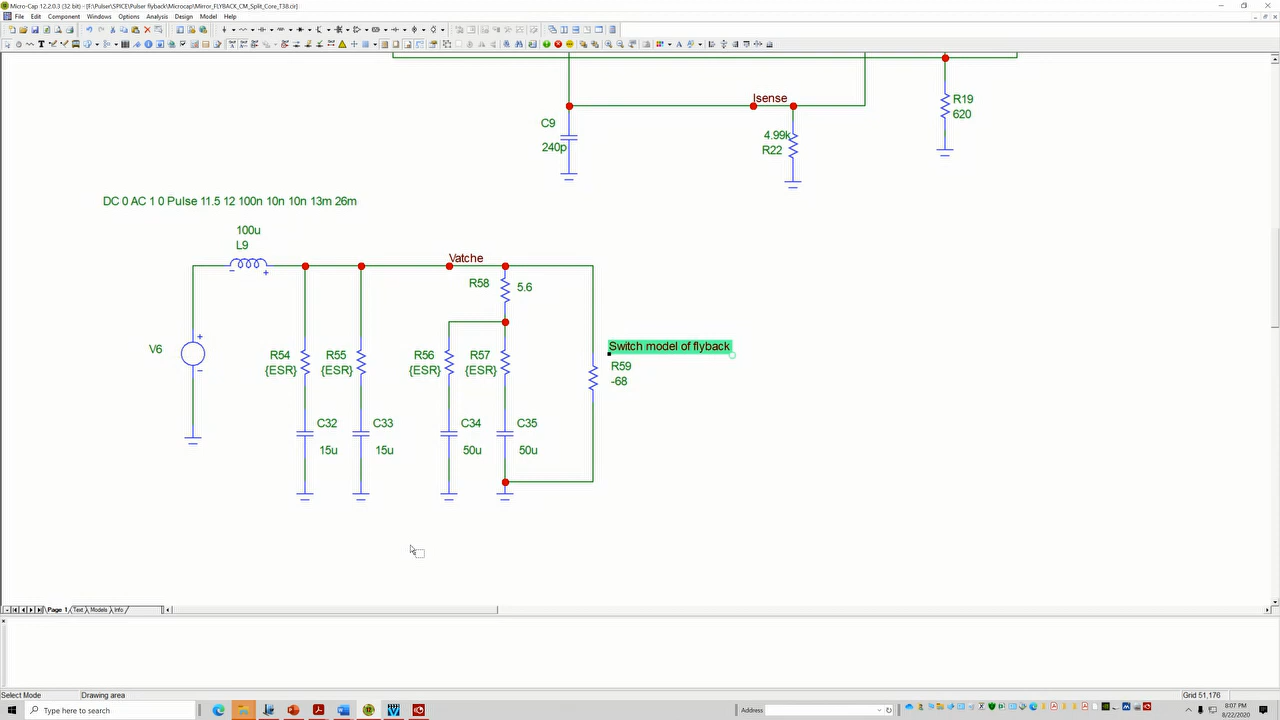 Micro-Cap 12.2.0.3 (32 bit) - [F:\Pulser\SPICE\Pulser flyback\Microcap\Mirror_FLYBACK_CM_Split_Core_T38.cir]
File Edit Component Windows Options Analysis Design Model Help
Isense
R19
620
C9
240p
4.99k
R22
DC 0 AC 1 0 Pulse 11.5 12 100n 10n 10n 13m 26m
100u
L9
Vatche
R58
5.6
V6
Switch model of flyback
R54
{ESR}
R55
{ESR}
R56
{ESR}
R57
{ESR}
R59
-68
C32
15u
C33
15u
C34
50u
C35
50u
Page 1 Text Models Info
Select Mode
Drawing area
Grid 51,176
Type here to search
Address
8:07 PM
8/22/2020